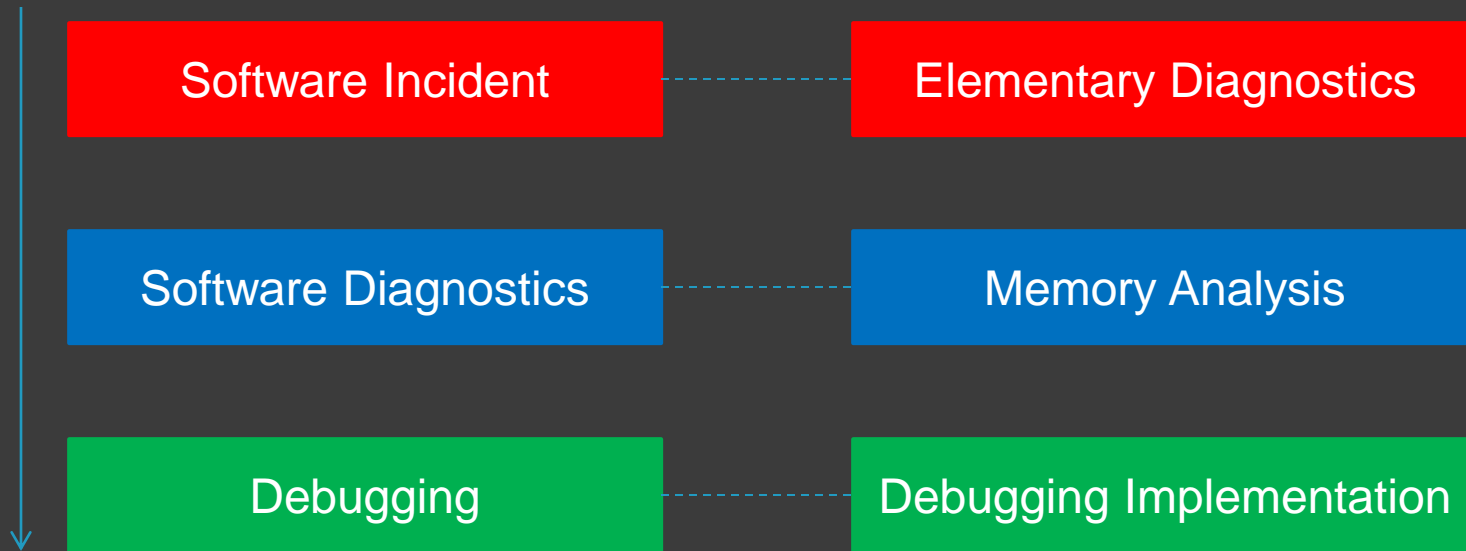 Software Incident
Elementary Diagnostics
Software Diagnostics
Memory Analysis
Debugging
Debugging Implementation